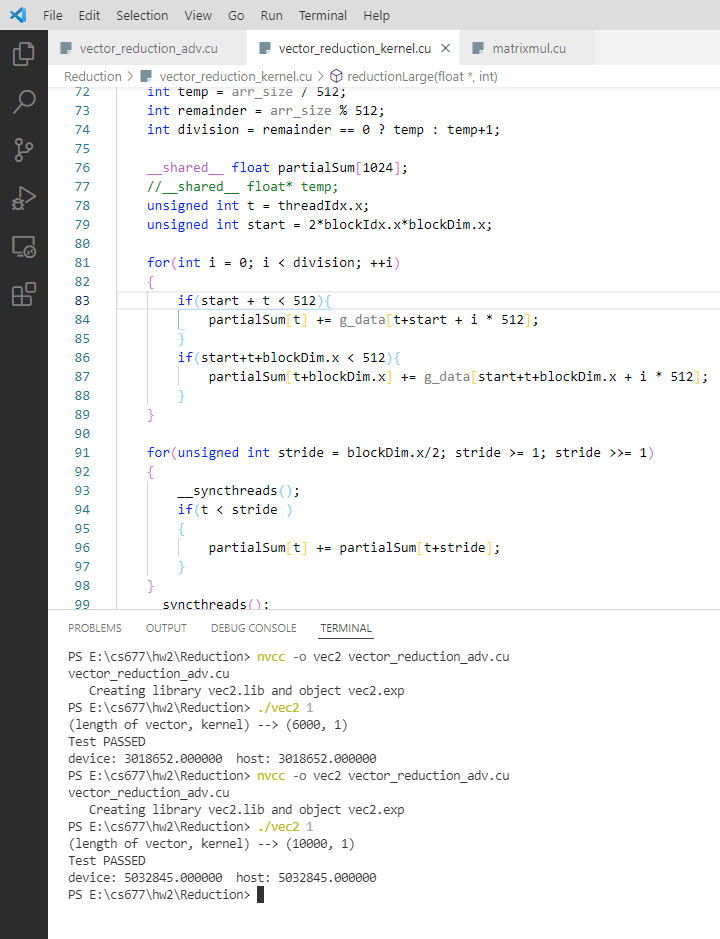 File Edit Selection View Go Run Terminal Help
vector_reduction_adv.cu vector_reduction_kernel.cu × matrixmul.cu
Reduction > vector_reduction_kernel.cu > reductionLarge(float *, int)
72 int temp = arr_size / 512;
73 int remainder = arr_size % 512;
74 int division = remainder == 0 ? temp : temp+1;
75
76 __shared__ float partialSum[1024];
77 //__shared__ float* temp;
78 unsigned int t = threadIdx.x;
79 unsigned int start = 2*blockIdx.x*blockDim.x;
80
81 for(int i = 0; i < division; ++i)
82 {
83 if(start + t < 512){
84 partialSum[t] += g_data[t+start + i * 512];
85 }
86 if(start+t+blockDim.x < 512){
87 partialSum[t+blockDim.x] += g_data[start+t+blockDim.x + i * 512];
88 }
89 }
90
91 for(unsigned int stride = blockDim.x/2; stride >= 1; stride >>= 1)
92 {
93 __syncthreads();
94 if(t < stride )
95 {
96 partialSum[t] += partialSum[t+stride];
97 }
98 }
99 __syncthreads();
PROBLEMS OUTPUT DEBUG CONSOLE TERMINAL
PS E:\cs677\hw2\Reduction> nvcc -o vec2 vector_reduction_adv.cu
vector_reduction_adv.cu
Creating library vec2.lib and object vec2.exp
PS E:\cs677\hw2\Reduction> ./vec2 1
(length of vector, kernel) --> (6000, 1)
Test PASSED
device: 3018652.000000 host: 3018652.000000
PS E:\cs677\hw2\Reduction> nvcc -o vec2 vector_reduction_adv.cu
vector_reduction_adv.cu
Creating library vec2.lib and object vec2.exp
PS E:\cs677\hw2\Reduction> ./vec2 1
(length of vector, kernel) --> (10000, 1)
Test PASSED
device: 5032845.000000 host: 5032845.000000
PS E:\cs677\hw2\Reduction>